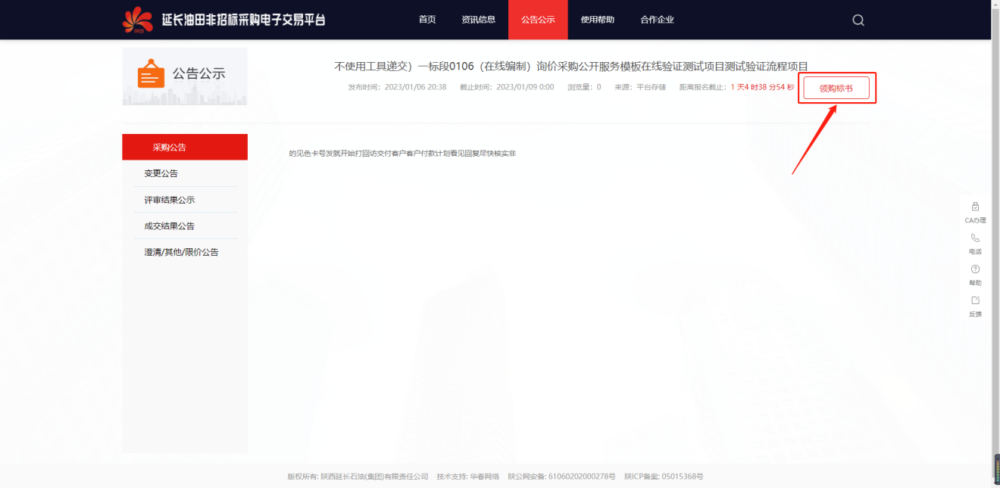 延长油田非招标采购电子交易平台
1905
首页
资讯信息
公告公示
使用帮助
合作企业
公告公示
不使用工具递交）一标段0106（在线编制）询价采购公开服务模板在线验证测试项目测试验证流程项目
发布时间：2023/01/06 20:38 截止时间：2023/01/09 0:00 浏览量：0 来源：平台存储 距离报名截止：1 天4 时38 分54 秒
领购标书
采购公告
变更公告
评审结果公示
成交结果公告
澄清/其他/限价公告
的见色卡号发就开始打回访交付客户客户付款计划看见回复尽快核实非
CA办理
电话
帮助
反馈
版权所有: 陕西延长石油(集团)有限责任公司 技术支持: 华春网络 陕公网安备: 61060202000278号 陕ICP备案: 05015368号